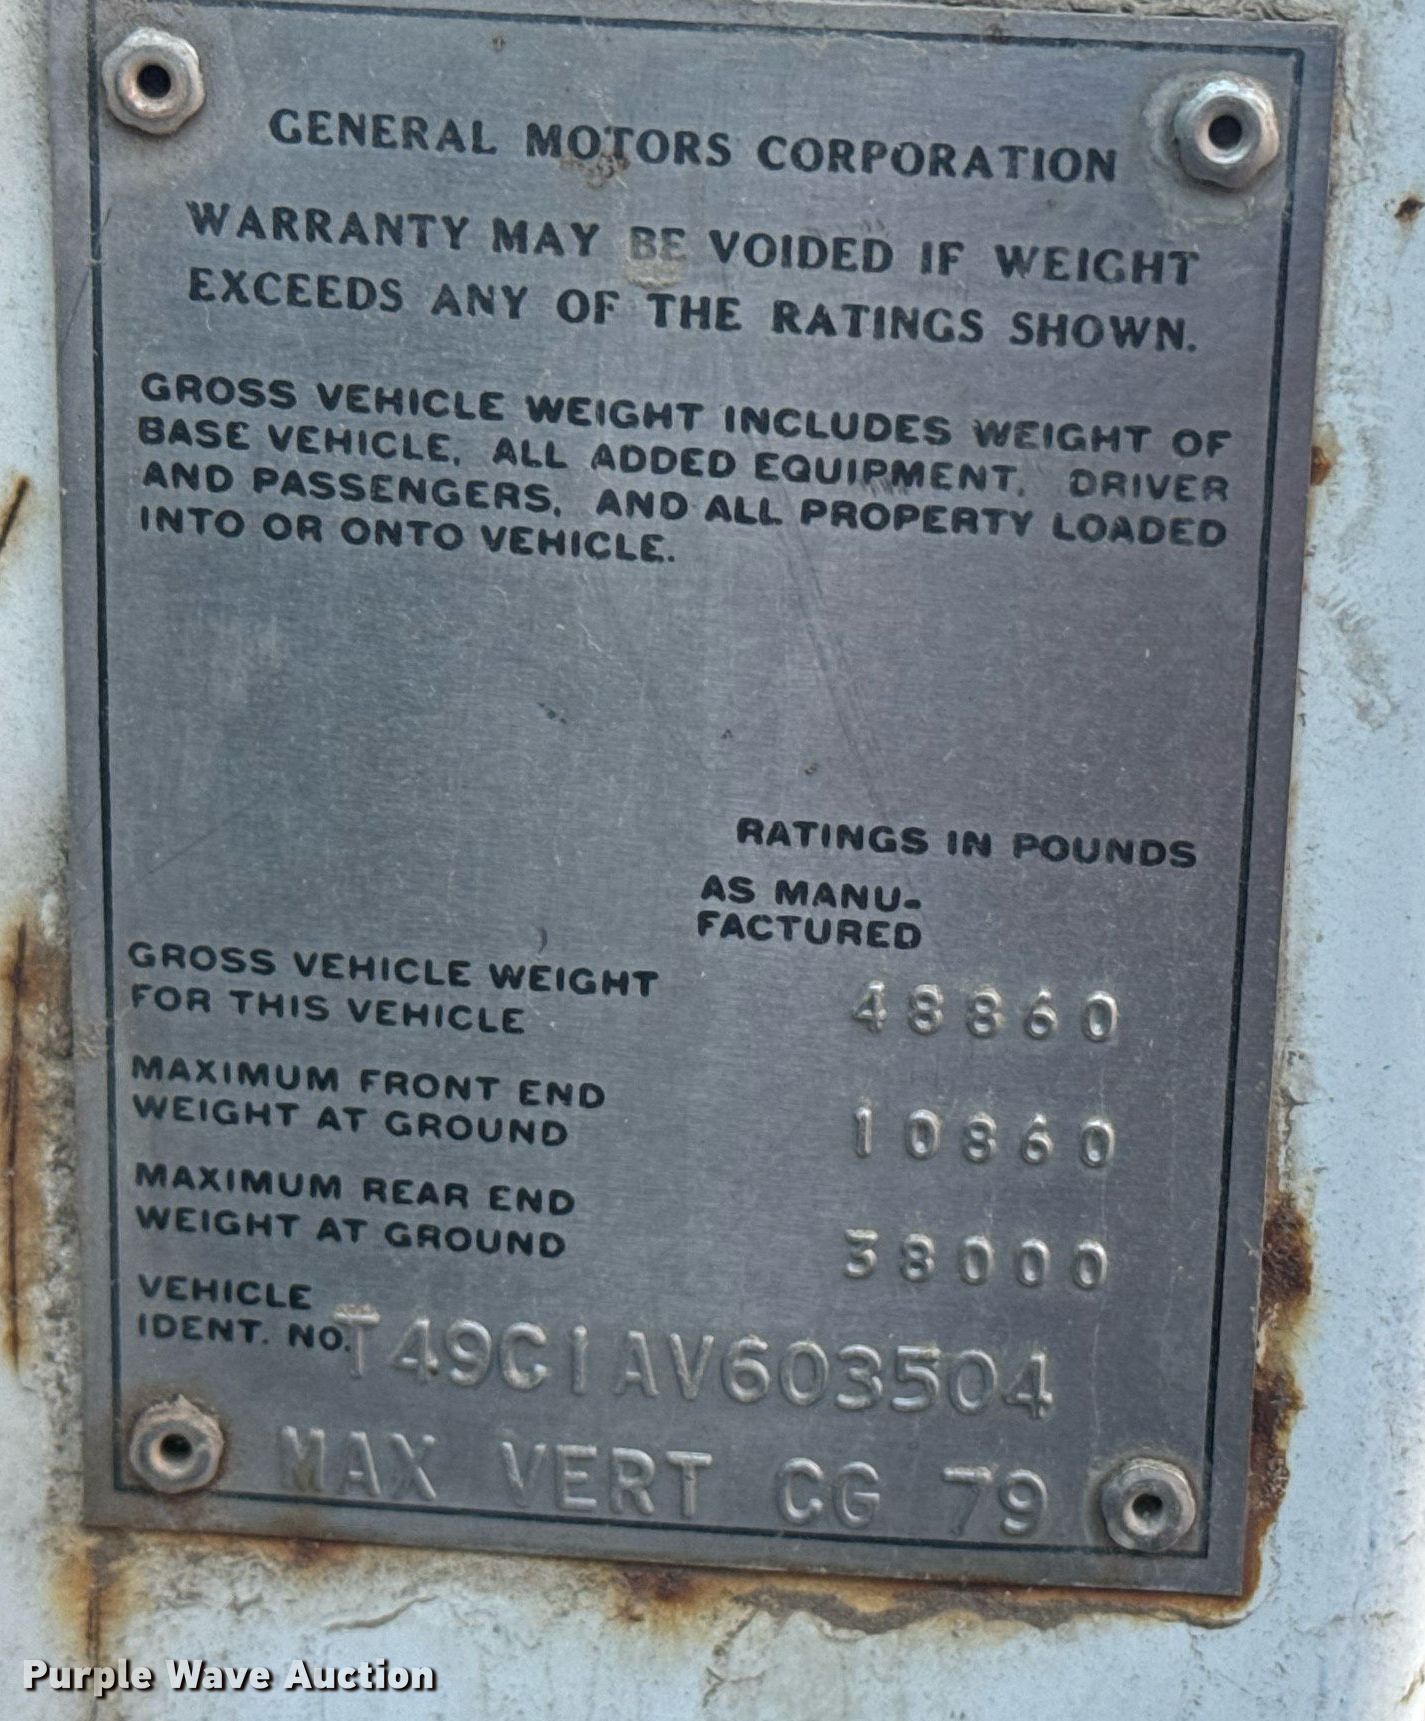 GENERAL MOTORS CORPORATION
WARRANTY MAY BE VOIDED IF WEIGHT
EXCEEDS ANY OF THE RATINGS SHOWN.
GROSS VEHICLE WEIGHT INCLUDES WEIGHT OF
BASE VEHICLE, ALL ADDED EQUIPMENT, DRIVER
AND PASSENGERS, AND ALL PROPERTY LOADED
INTO OR ONTO VEHICLE.
RATINGS IN POUNDS
AS MANU-
FACTURED
GROSS VEHICLE WEIGHT
FOR THIS VEHICLE 48860
MAXIMUM FRONT END
WEIGHT AT GROUND 10860
MAXIMUM REAR END
WEIGHT AT GROUND 38000
VEHICLE
IDENT. NO. T49C1AV603504
MAX VERT CG 79
Purple Wave Auction